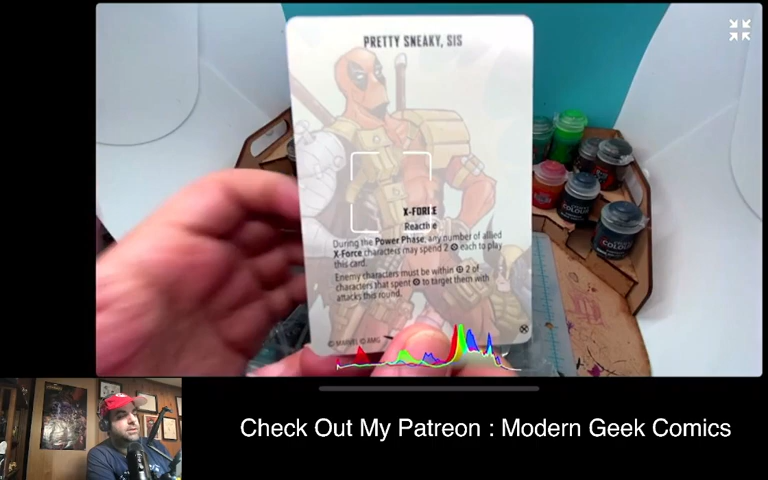 PRETTY SNEAKY, SIS
X-FORCE
Reactive
During the Power Phase, any number of allied
X-Force characters may spend 2 each to play
this card.
Enemy characters must be within 2 of
characters that spent to target them with
attacks this round.
© MARVEL © AMG
Check Out My Patreon : Modern Geek Comics